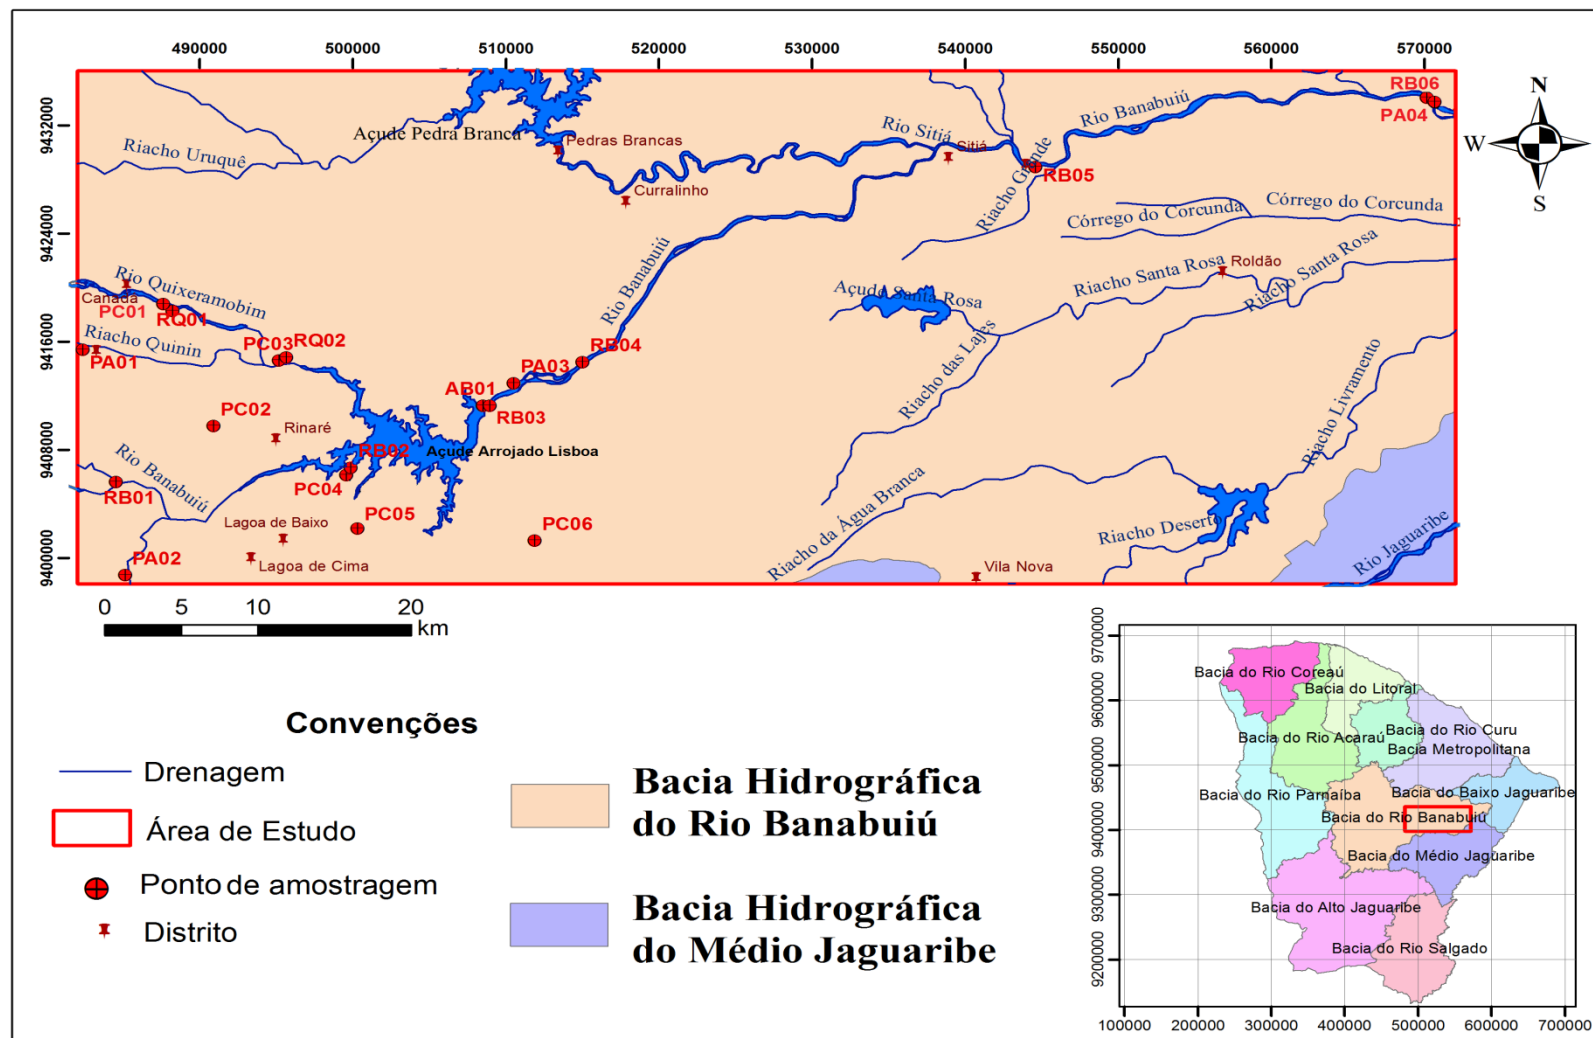 490000 500000 510000 520000 530000 540000 550000 560000 570000
9432000
9424000
9416000
9408000
9400000
N
W
S
RB06
PA04
Rio Banabuiú
Açude Pedra Branca
Pedras Brancas
Rio Sitiá
Sitiá
Riacho Uruquê
Curralinho
Riacho Grande
RB05
Córrego do Corcunda
Córrego do Corcunda
Rio Banabuiú
Roldão
Riacho Santa Rosa
Riacho Santa Rosa
Rio Quixeramobim
Canadá
PC01
RQ01
Açude Santa Rosa
Riacho Quinin
PA01
PC03
RQ02
RB04
PA03
AB01
RB03
Riacho das Lajes
Riacho Livramento
PC02
Rinaré
RB02
Açude Arrojado Lisboa
Rio Banabuiú
RB01
PC04
PC05
PC06
Lagoa de Baixo
Lagoa de Cima
PA02
Riacho da Água Branca
Riacho Deserto
Rio Jaguaribe
Vila Nova
0 5 10 20
km
Convenções
Drenagem
Área de Estudo
Ponto de amostragem
Distrito
Bacia Hidrográfica
do Rio Banabuiú
Bacia Hidrográfica
do Médio Jaguaribe
9700000
9600000
9500000
9400000
9300000
9200000
Bacia do Rio Coreaú
Bacia do Litoral
Bacia do Rio Curu
Bacia do Rio Acaraú
Bacia Metropolitana
Bacia do Rio Parnaíba
Bacia do Baixo Jaguaribe
Bacia do Rio Banabuiú
Bacia do Médio Jaguaribe
Bacia do Alto Jaguaribe
Bacia do Rio Salgado
100000 200000 300000 400000 500000 600000 700000